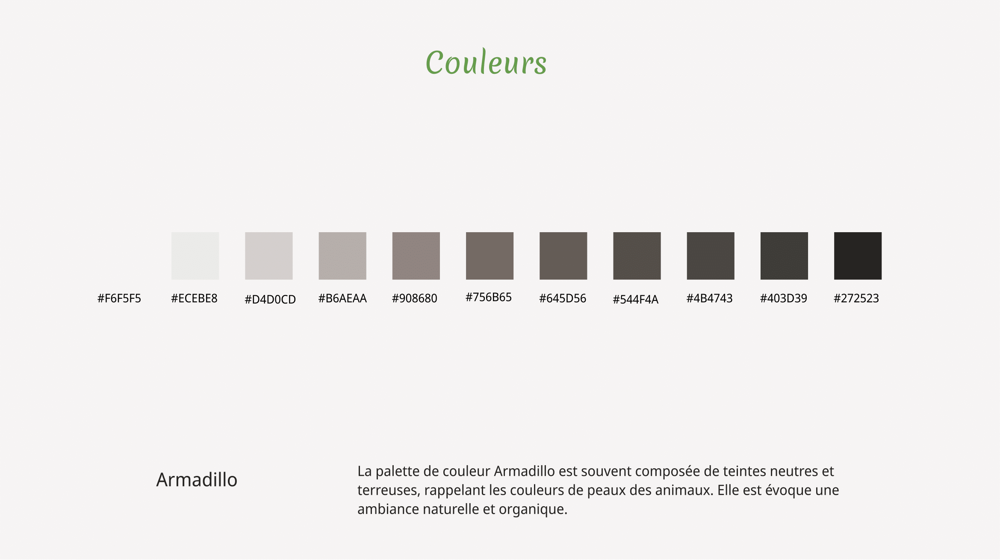 Couleurs
#F6F5F5 #ECEBE8 #D4D0CD #B6AEAA #908680 #756B65 #645D56 #544F4A #4B4743 #403D39 #272523
Armadillo
La palette de couleur Armadillo est souvent composée de teintes neutres et
terreuses, rappelant les couleurs de peaux des animaux. Elle est évoque une
ambiance naturelle et organique.